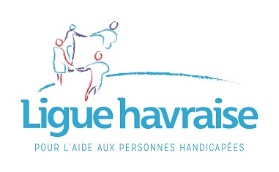 Ligue havraise
POUR L'AIDE AUX PERSONNES HANDICAPÉES